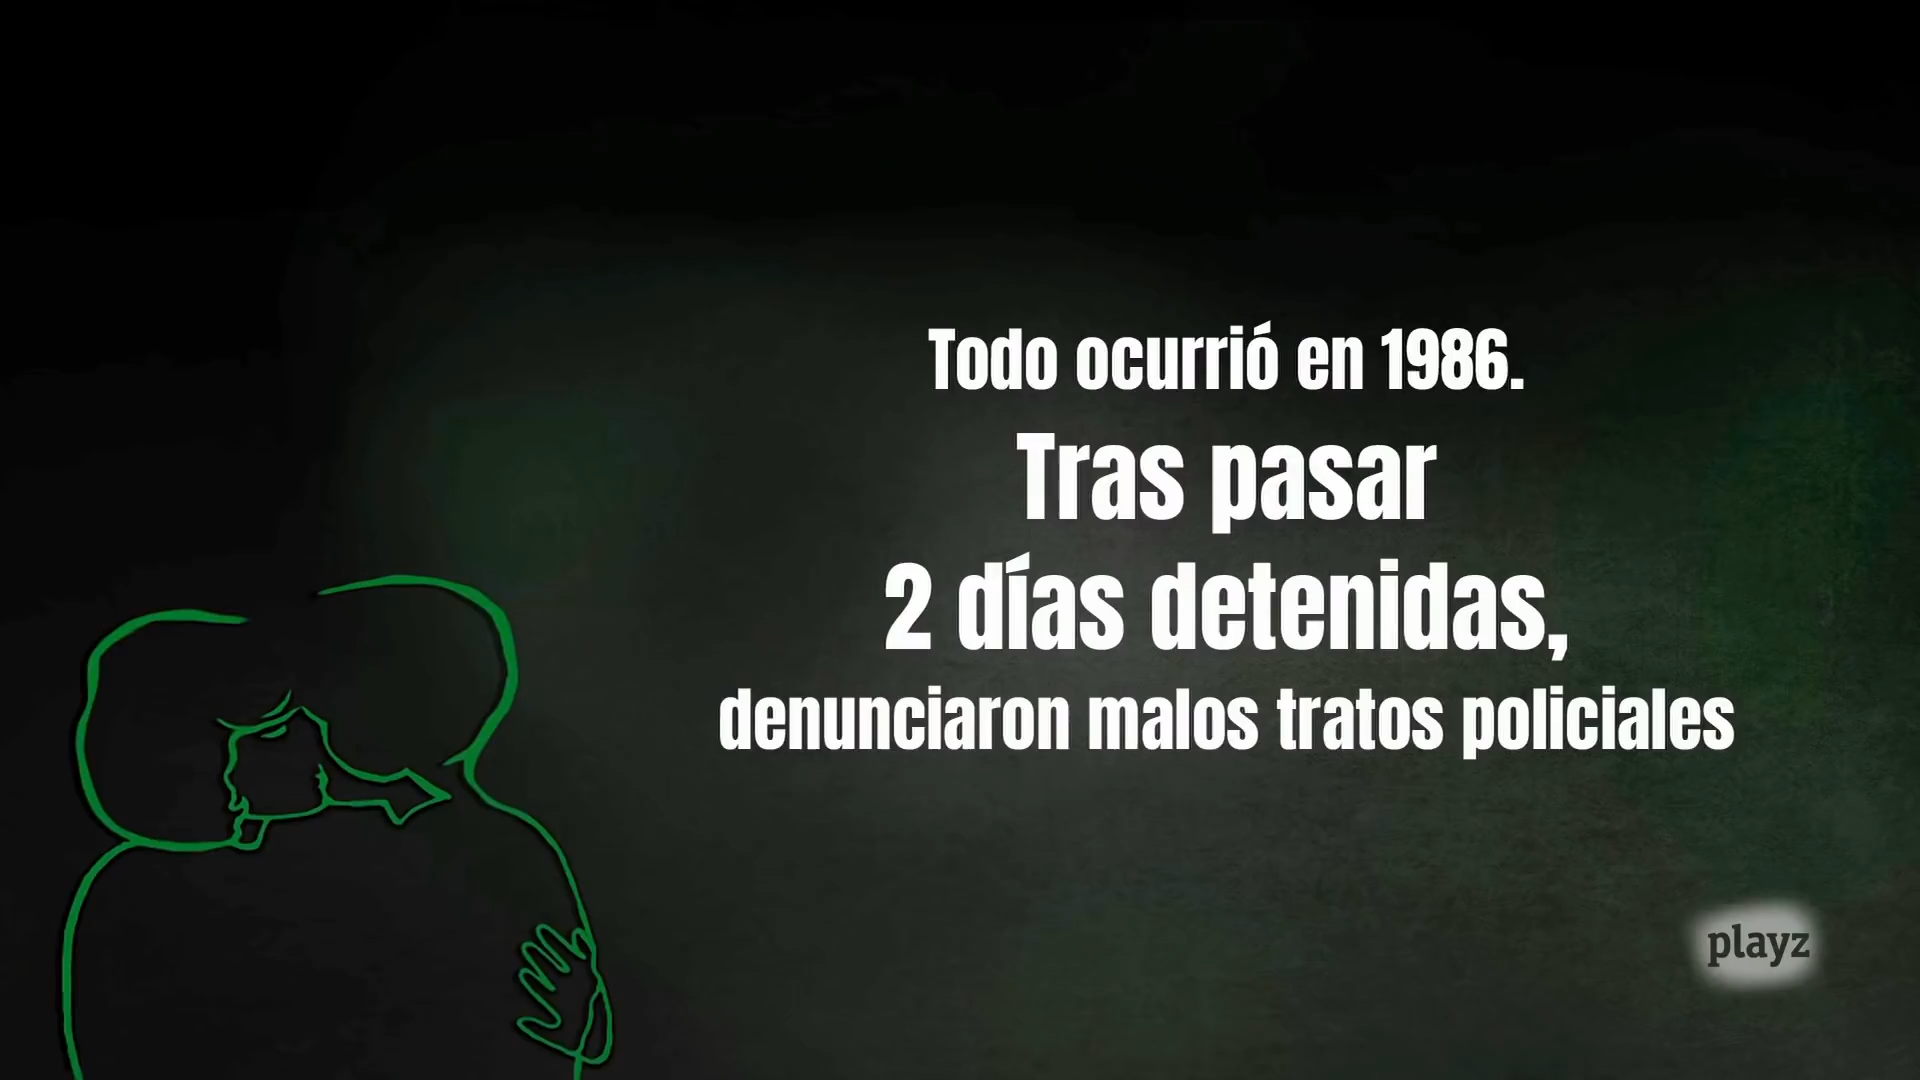 Todo ocurrió en 1986.
Tras pasar
2 días detenidas,
denunciaron malos tratos policiales
playz